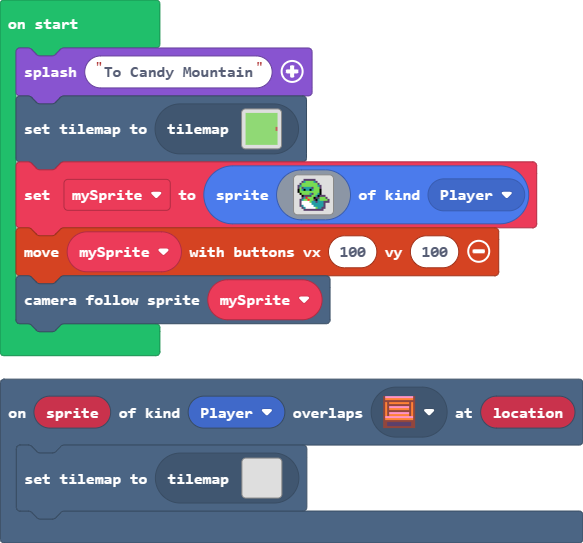 on start
splash "To Candy Mountain"
set tilemap to tilemap
set mySprite to sprite of kind Player
move mySprite with buttons vx 100 vy 100
camera follow sprite mySprite
on sprite of kind Player overlaps at location
set tilemap to tilemap